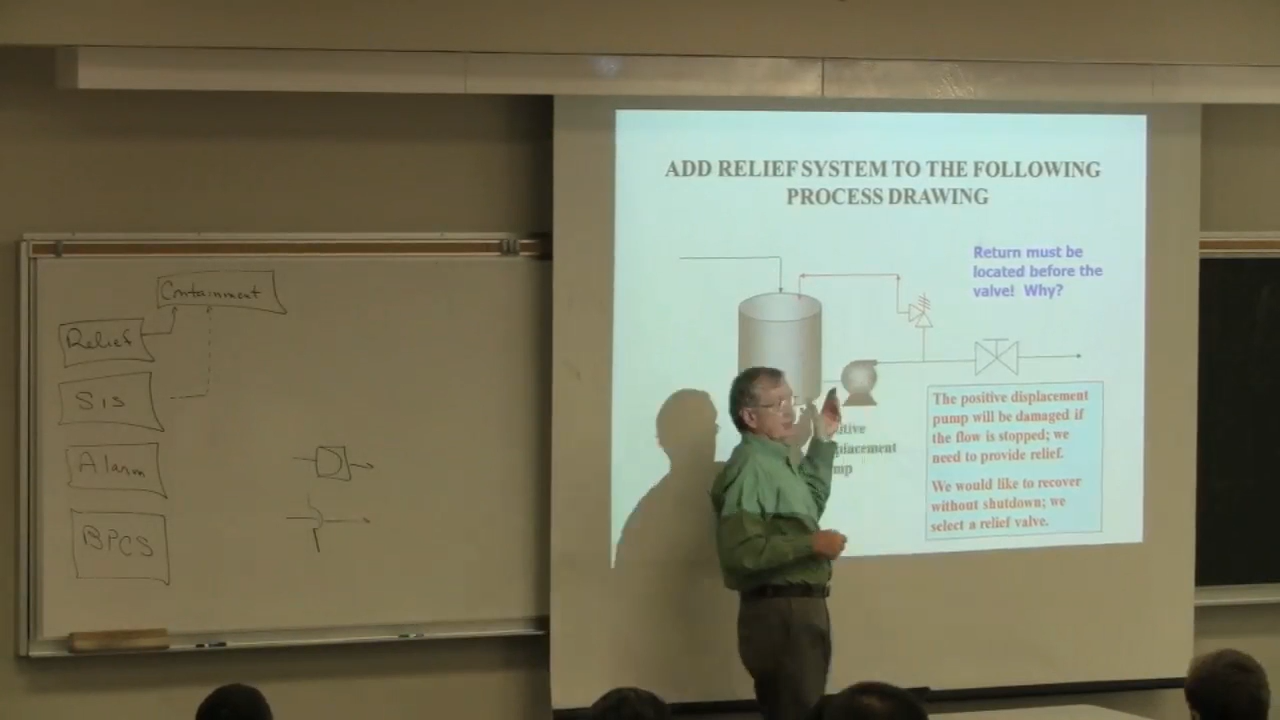 Containment
Relief
SIS
Alarm
BPCS
ADD RELIEF SYSTEM TO THE FOLLOWING
PROCESS DRAWING
Return must be
located before the
valve! Why?
The positive displacement
pump will be damaged if
the flow is stopped; we
need to provide relief.
We would like to recover
without shutdown; we
select a relief valve.